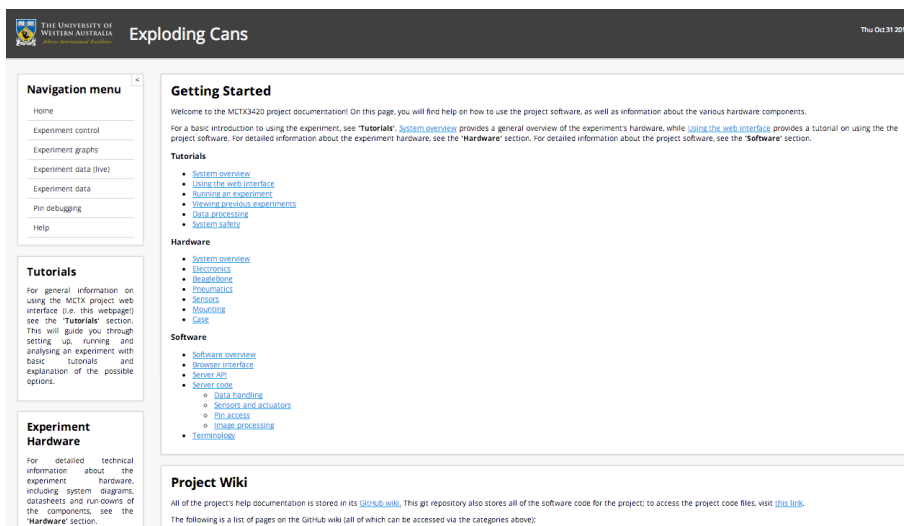 THE UNIVERSITY OF
WESTERN AUSTRALIA
Achieve International Excellence
Exploding Cans
Thu Oct 31 201
<
Navigation menu
Home
Experiment control
Experiment graphs
Experiment data (live)
Experiment data
Pin debugging
Help
Tutorials
For general information on
using the MCTX project web
interface (i.e. this webpage!)
see the 'Tutorials' section.
This will guide you through
setting up, running and
analysing an experiment with
basic tutorials and
explanation of the possible
options.
Experiment
Hardware
For detailed technical
information about the
experiment hardware,
including system diagrams,
datasheets and run-downs of
the components, see the
'Hardware' section.
Getting Started
Welcome to the MCTX3420 project documentation! On this page, you will find help on how to use the project software, as well as information about the various hardware components.
For a basic introduction to using the experiment, see 'Tutorials'. System overview provides a general overview of the experiment's hardware, while Using the web interface provides a tutorial on using the the
project software. For detailed information about the experiment hardware, see the 'Hardware' section. For detailed information about the project software, see the 'Software' section.
Tutorials
System overview
Using the web interface
Running an experiment
Viewing previous experiments
Data processing
System safety
Hardware
System overview
Electronics
BeagleBone
Pneumatics
Sensors
Mounting
Case
Software
Software overview
Browser interface
Server API
Server code
Data handling
Sensors and actuators
Pin access
Image processing
Terminology
Project Wiki
All of the project's help documentation is stored in its GitHub wiki. This git repository also stores all of the software code for the project; to access the project code files, visit this link.
The following is a list of pages on the GitHub wiki (all of which can be accessed via the categories above):